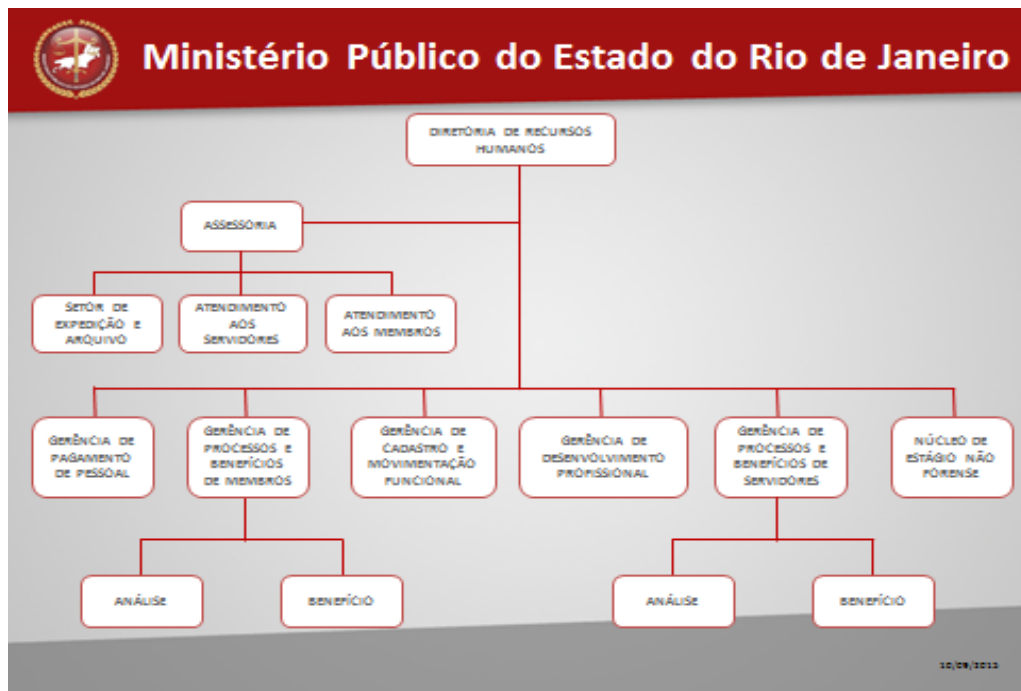 Ministério Público do Estado do Rio de Janeiro
DIRETORIA DE RECURSOS
HUMANOS
ASSESSORIA
SETOR DE
EXPEDIÇÃO E
ARQUIVO
ATENDIMENTO
AOS
SERVIDORES
ATENDIMENTO
AOS MEMBROS
GERÊNCIA DE
PAGAMENTO
DE PESSOAL
GERÊNCIA DE
PROCESSOS E
BENEFÍCIOS
DE MEMBROS
GERÊNCIA DE
CADASTRO E
MOVIMENTAÇÃO
FUNCIONAL
GERÊNCIA DE
DESENVOLVIMENTO
PROFISSIONAL
GERÊNCIA DE
PROCESSOS E
BENEFÍCIOS DE
SERVIDORES
NÚCLEO DE
ESTÁGIO NÃO
FORENSE
ANÁLISE
BENEFÍCIO
ANÁLISE
BENEFÍCIO